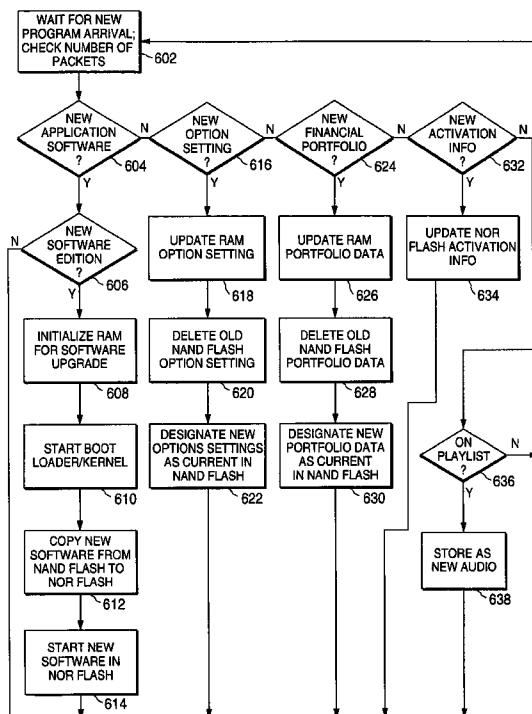 WAIT FOR NEW
PROGRAM ARRIVAL;
CHECK NUMBER OF
PACKETS
602
NEW
APPLICATION
SOFTWARE
?
604
N
Y
NEW
OPTION
SETTING
?
616
N
Y
NEW
FINANCIAL
PORTFOLIO
?
624
N
Y
NEW
ACTIVATION
INFO
?
632
N
Y
N
NEW
SOFTWARE
EDITION
?
606
Y
UPDATE RAM
OPTION SETTING
618
UPDATE RAM
PORTFOLIO DATA
626
UPDATE NOR
FLASH ACTIVATION
INFO
634
INITIALIZE RAM
FOR SOFTWARE
UPGRADE
608
DELETE OLD
NAND FLASH
OPTION SETTING
620
DELETE OLD
NAND FLASH
PORTFOLIO DATA
628
START BOOT
LOADER/KERNEL
610
DESIGNATE NEW
OPTIONS SETTINGS
AS CURRENT IN
NAND FLASH
622
DESIGNATE NEW
PORTFOLIO DATA
AS CURRENT
IN NAND FLASH
630
ON
PLAYLIST
?
636
N
Y
COPY NEW
SOFTWARE FROM
NAND FLASH TO
NOR FLASH
612
STORE AS
NEW AUDIO
638
START NEW
SOFTWARE IN
NOR FLASH
614